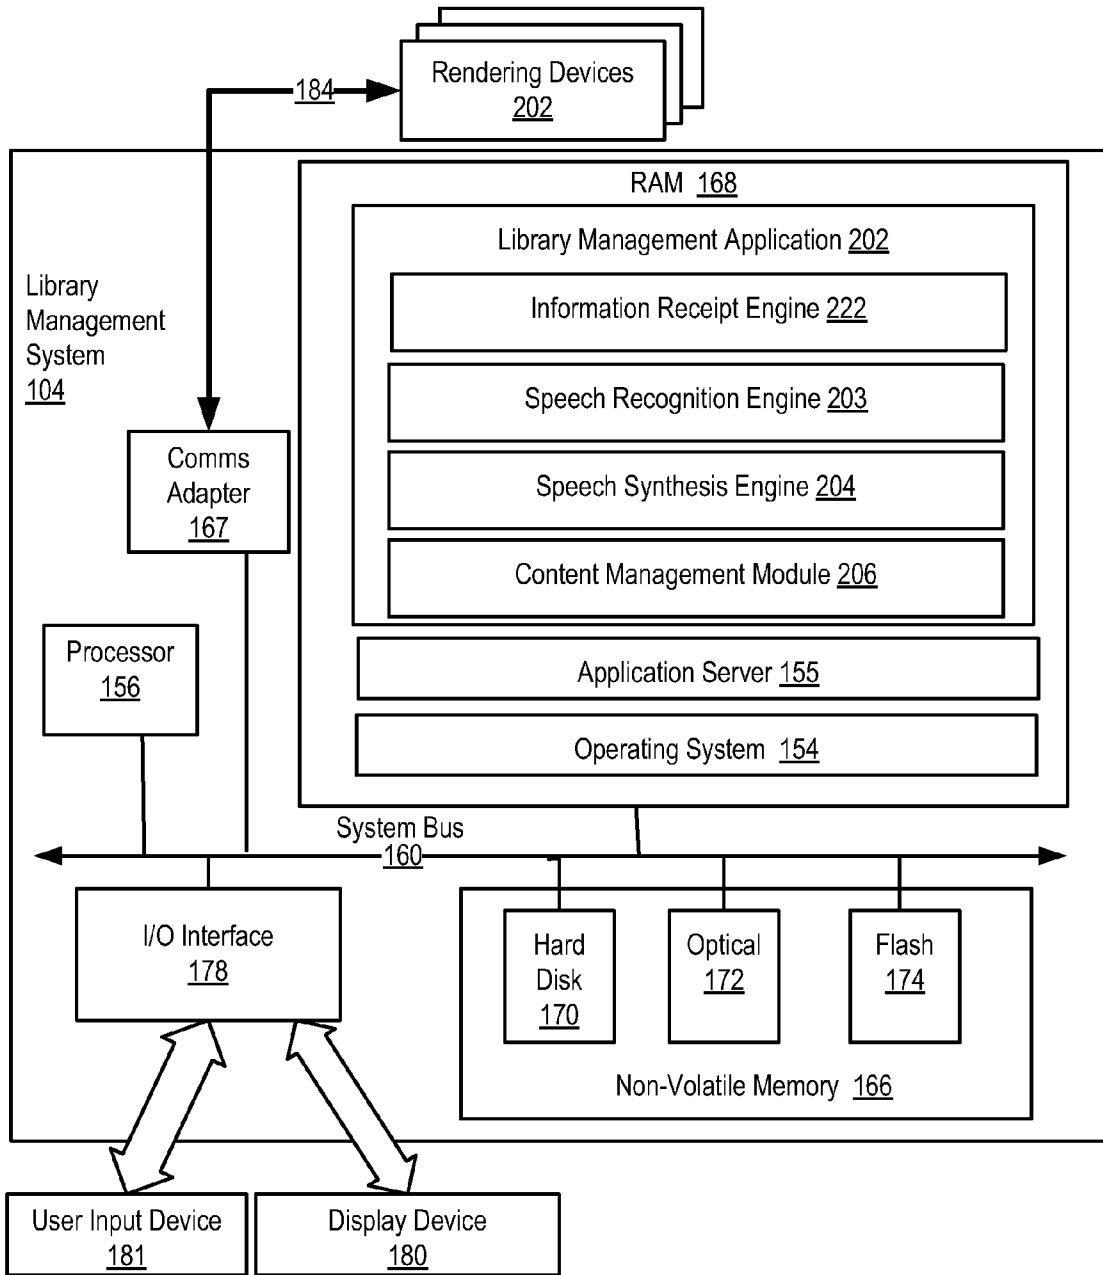 Rendering Devices
202
184
RAM 168
Library Management Application 202
Information Receipt Engine 222
Library
Management
System
104
Speech Recognition Engine 203
Comms
Adapter
167
Speech Synthesis Engine 204
Content Management Module 206
Processor
156
Application Server 155
Operating System 154
System Bus
160
I/O Interface
178
Hard
Disk
170
Optical
172
Flash
174
Non-Volatile Memory 166
User Input Device
181
Display Device
180